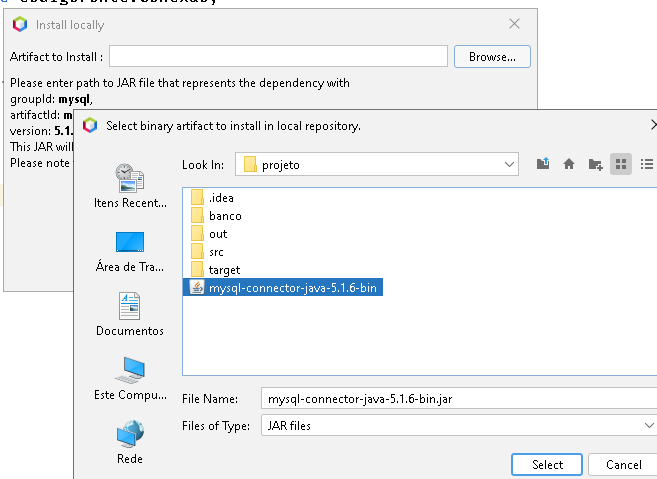 Install locally
Artifact to Install :
Browse...
Please enter path to JAR file that represents the dependency with
groupId: mysql,
artifactId: m
version: 5.1.
This JAR will
Please note
Select binary artifact to install in local repository.
Look In:
projeto
Itens Recent...
Área de Tra...
Documentos
Este Compu...
Rede
.idea
banco
out
src
target
mysql-connector-java-5.1.6-bin
File Name:
mysql-connector-java-5.1.6-bin.jar
Files of Type:
JAR files
Select
Cancel